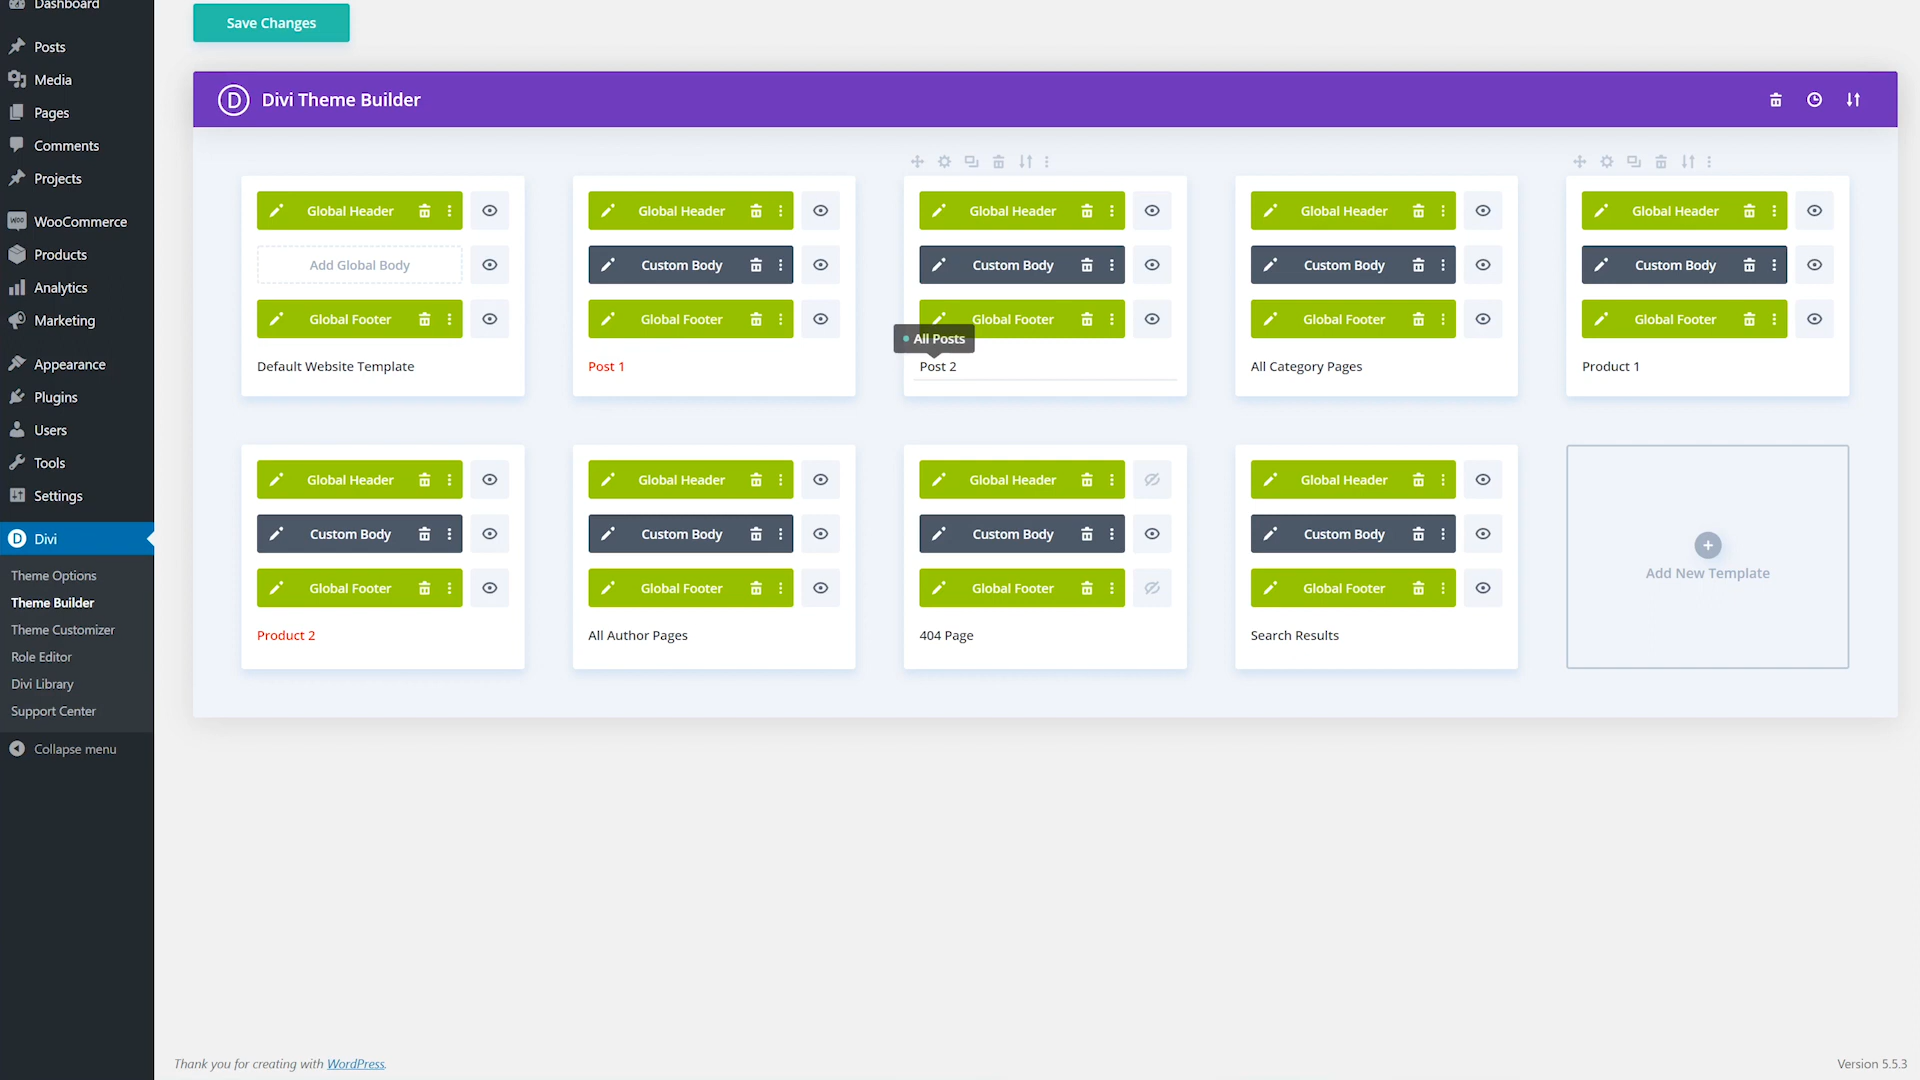 Dashboard
Posts
Media
Pages
Comments
Projects
WooCommerce
Products
Analytics
Marketing
Appearance
Plugins
Users
Tools
Settings
Divi
Theme Options
Theme Builder
Theme Customizer
Role Editor
Divi Library
Support Center
Collapse menu
Save Changes
D Divi Theme Builder
Global Header
Add Global Body
Global Footer
Default Website Template
Global Header
Custom Body
Global Footer
Post 1
Global Header
Custom Body
Global Footer
All Posts
Post 2
Global Header
Custom Body
Global Footer
All Category Pages
Global Header
Custom Body
Global Footer
Product 1
Global Header
Custom Body
Global Footer
Product 2
Global Header
Custom Body
Global Footer
All Author Pages
Global Header
Custom Body
Global Footer
404 Page
Global Header
Custom Body
Global Footer
Search Results
Add New Template
Thank you for creating with WordPress.
Version 5.5.3